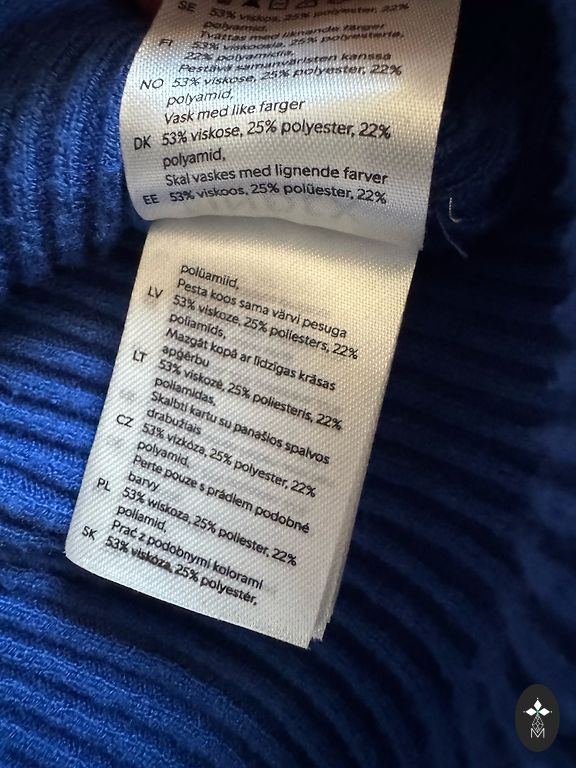 SE 53% viskos, 25% polyester, 22%
polyamid.
Tvättas med liknande färger
FI 53% viskoosia, 25% polyesteriä,
22% polyamidia,
Pestävä samanväristen kanssa
NO 53% viskose, 25% polyester, 22%
polyamid,
Vask med like farger
DK 53% viskose, 25% polyester, 22%
polyamid,
Skal vaskes med lignende farver
EE 53% viskoos, 25% polüester, 22%
polüamiid,
Pesta koos sama värvi pesuga
LV 53% viskoze, 25% poliesters, 22%
poliamīds,
Mazgāt kopā ar līdzīgas krāsas
apģērbu
LT 53% viskozė, 25% poliesteris, 22%
poliamidas,
Skalbti kartu su panašios spalvos
drabužiais
CZ 53% vizkóza, 25% polyester, 22%
polyamid,
Perte pouze s prádlem podobné
barvy
PL 53% wiskoza, 25% poliester, 22%
poliamid,
Prać z podobnymi kolorami
SK 53% viskóza, 25% polyestér,
M